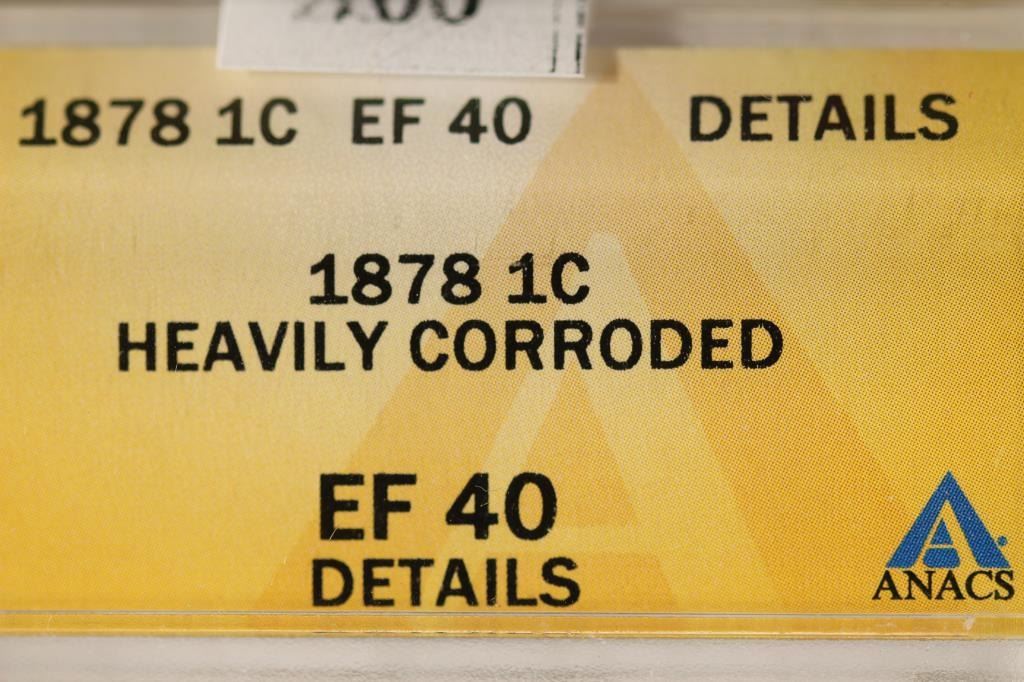 1878 1C EF 40 DETAILS
1878 1C
HEAVILY CORRODED
EF 40
DETAILS
ANACS